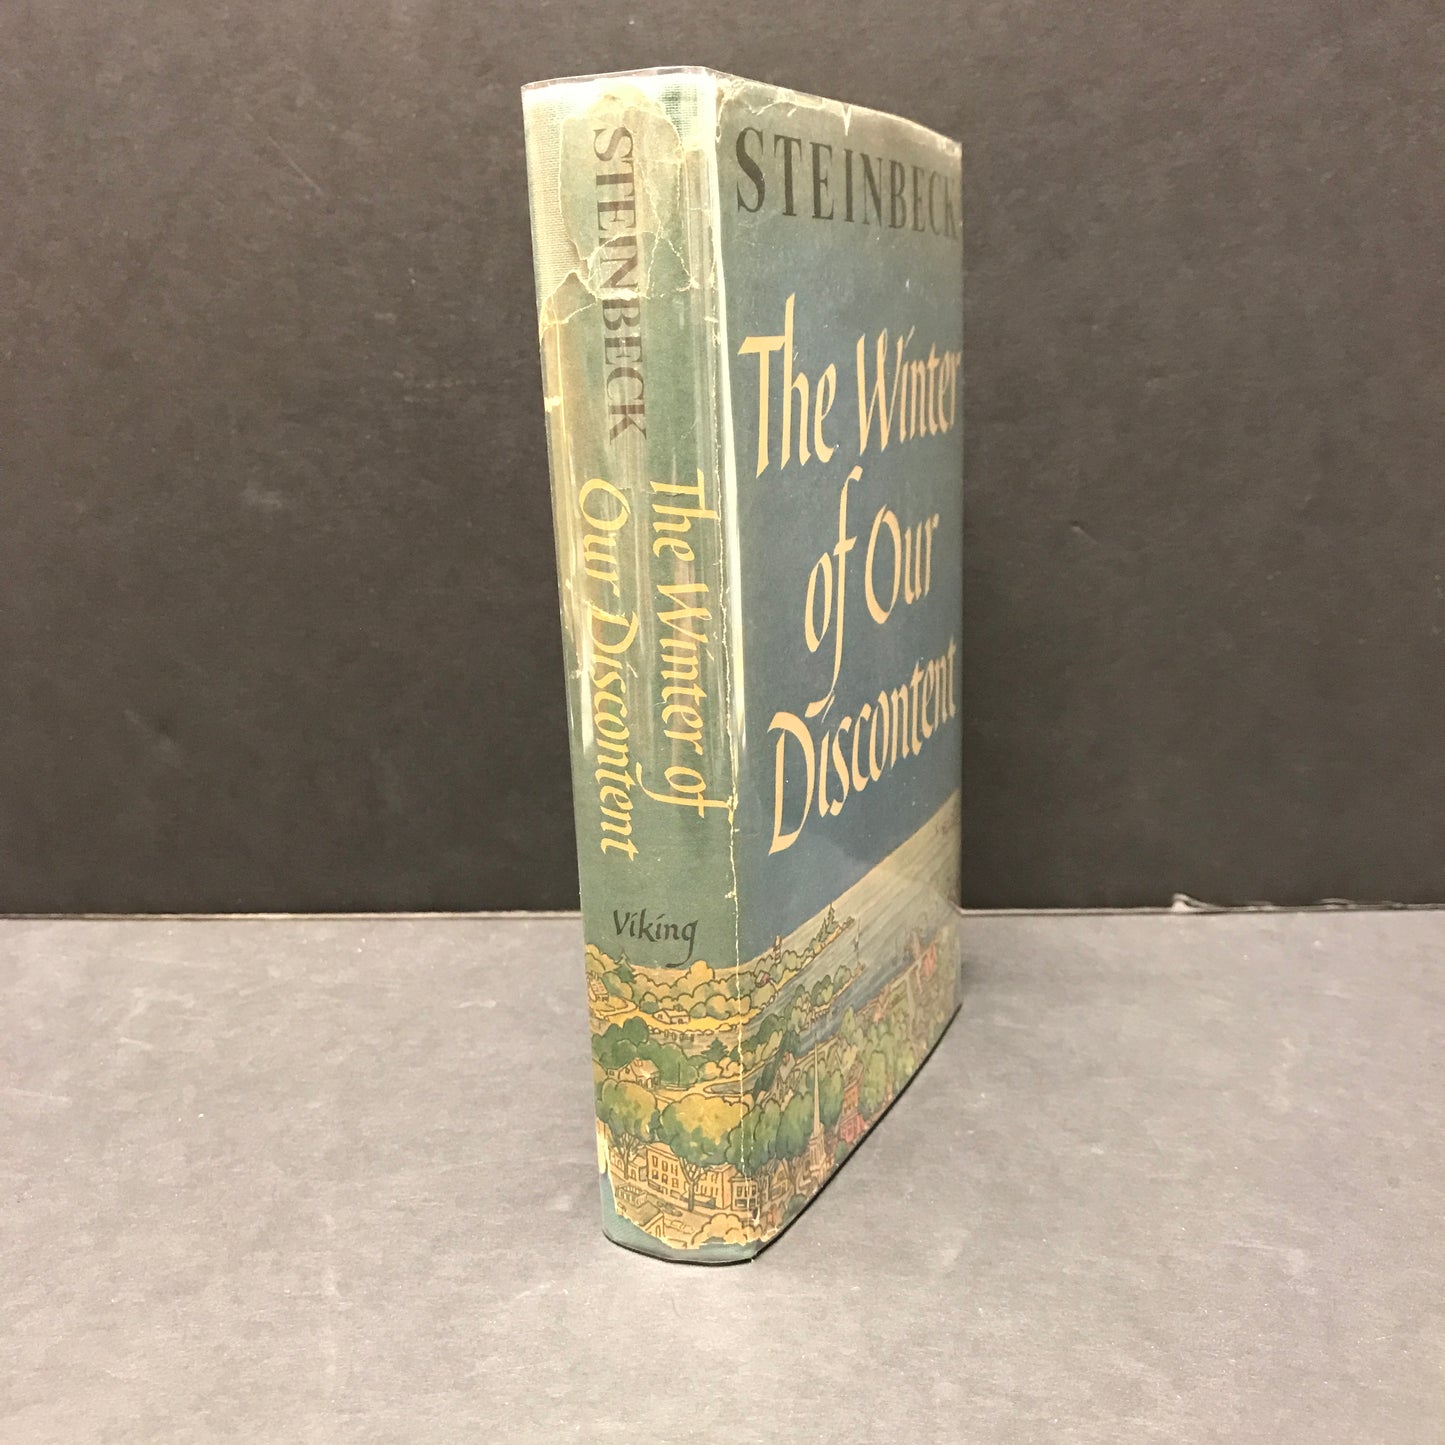 STEINBECK
The Winter of
Our Discontent
Viking
STEINBECK
The Winter
of Our
Discontent